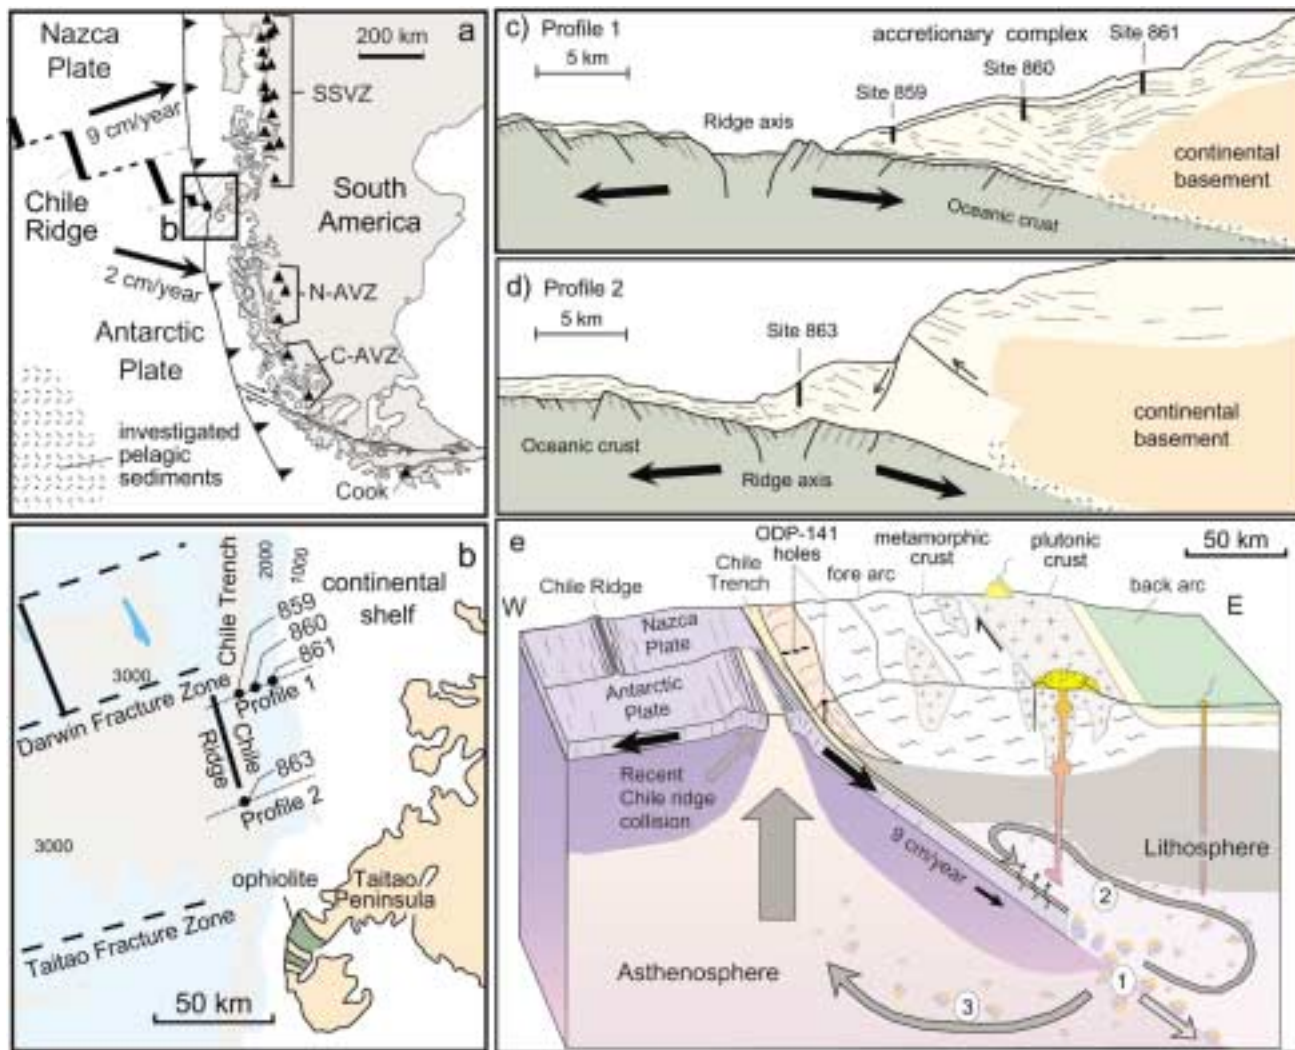 a
Nazca
Plate
200 km
SSVZ
9 cm/year
South
America
Chile
Ridge
b
2 cm/year
N-AVZ
Antarctic
Plate
C-AVZ
investigated
pelagic
sediments
Cook
b
Chile Trench
2000
1000
continental
shelf
859
860
861
3000
Darwin Fracture Zone
Profile 1
Chile
Ridge
863
Profile 2
3000
ophiolite
Taitao
Peninsula
Taitao Fracture Zone
50 km
c) Profile 1
5 km
accretionary complex
Site 861
Site 860
Site 859
Ridge axis
continental
basement
Oceanic crust
d) Profile 2
5 km
Site 863
continental
basement
Oceanic crust
Ridge axis
e
ODP-141
holes
metamorphic
crust
plutonic
crust
50 km
Chile
Trench
fore arc
back arc
W
Chile Ridge
E
Nazca
Plate
Antarctic
Plate
Recent
Chile ridge
collision
9 cm/year
Lithosphere
2
Asthenosphere
1
3